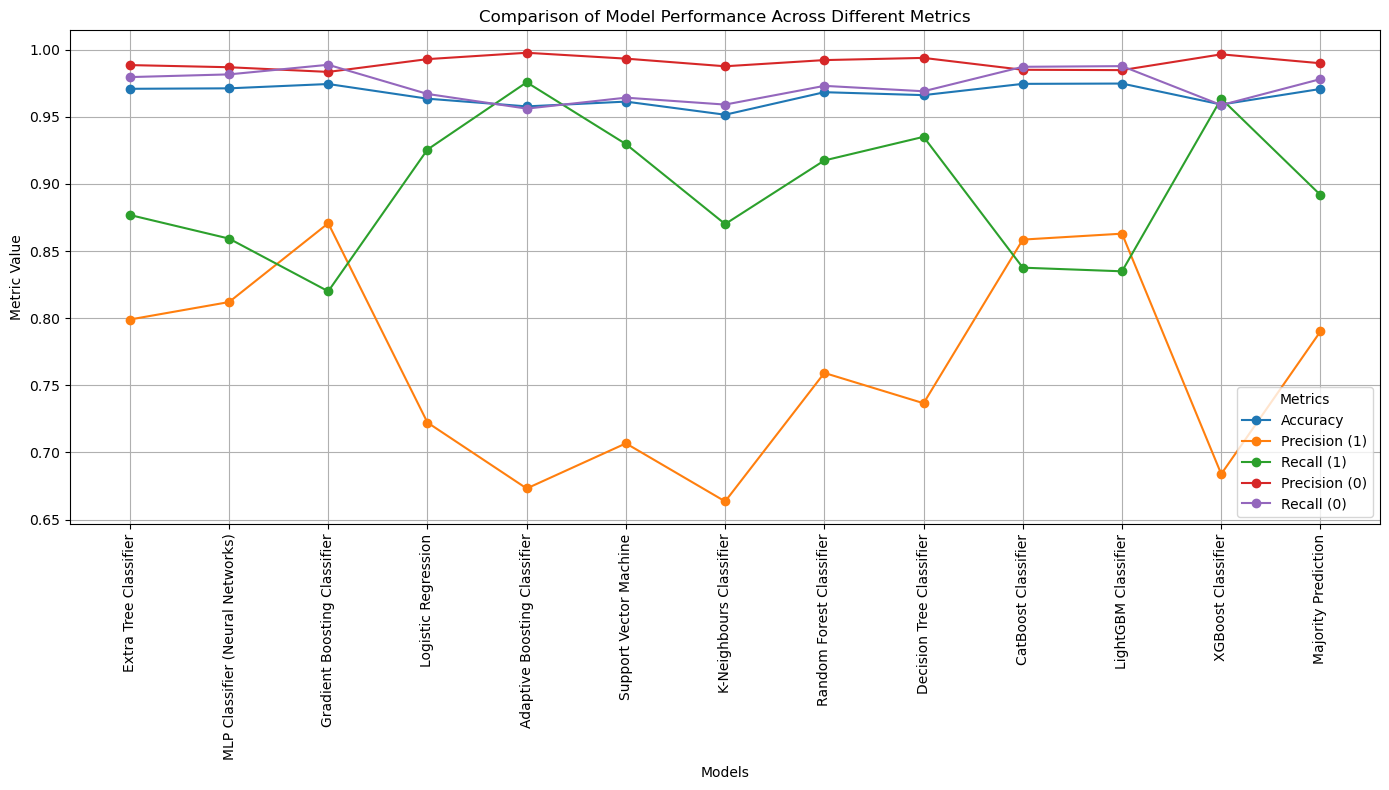 Comparison of Model Performance Across Different Metrics
Metric Value
1.00
0.95
0.90
0.85
0.80
0.75
0.70
0.65
Metrics
Accuracy
Precision (1)
Recall (1)
Precision (0)
Recall (0)
Extra Tree Classifier
MLP Classifier (Neural Networks)
Gradient Boosting Classifier
Logistic Regression
Adaptive Boosting Classifier
Support Vector Machine
K-Neighbours Classifier
Random Forest Classifier
Decision Tree Classifier
CatBoost Classifier
LightGBM Classifier
XGBoost Classifier
Majority Prediction
Models